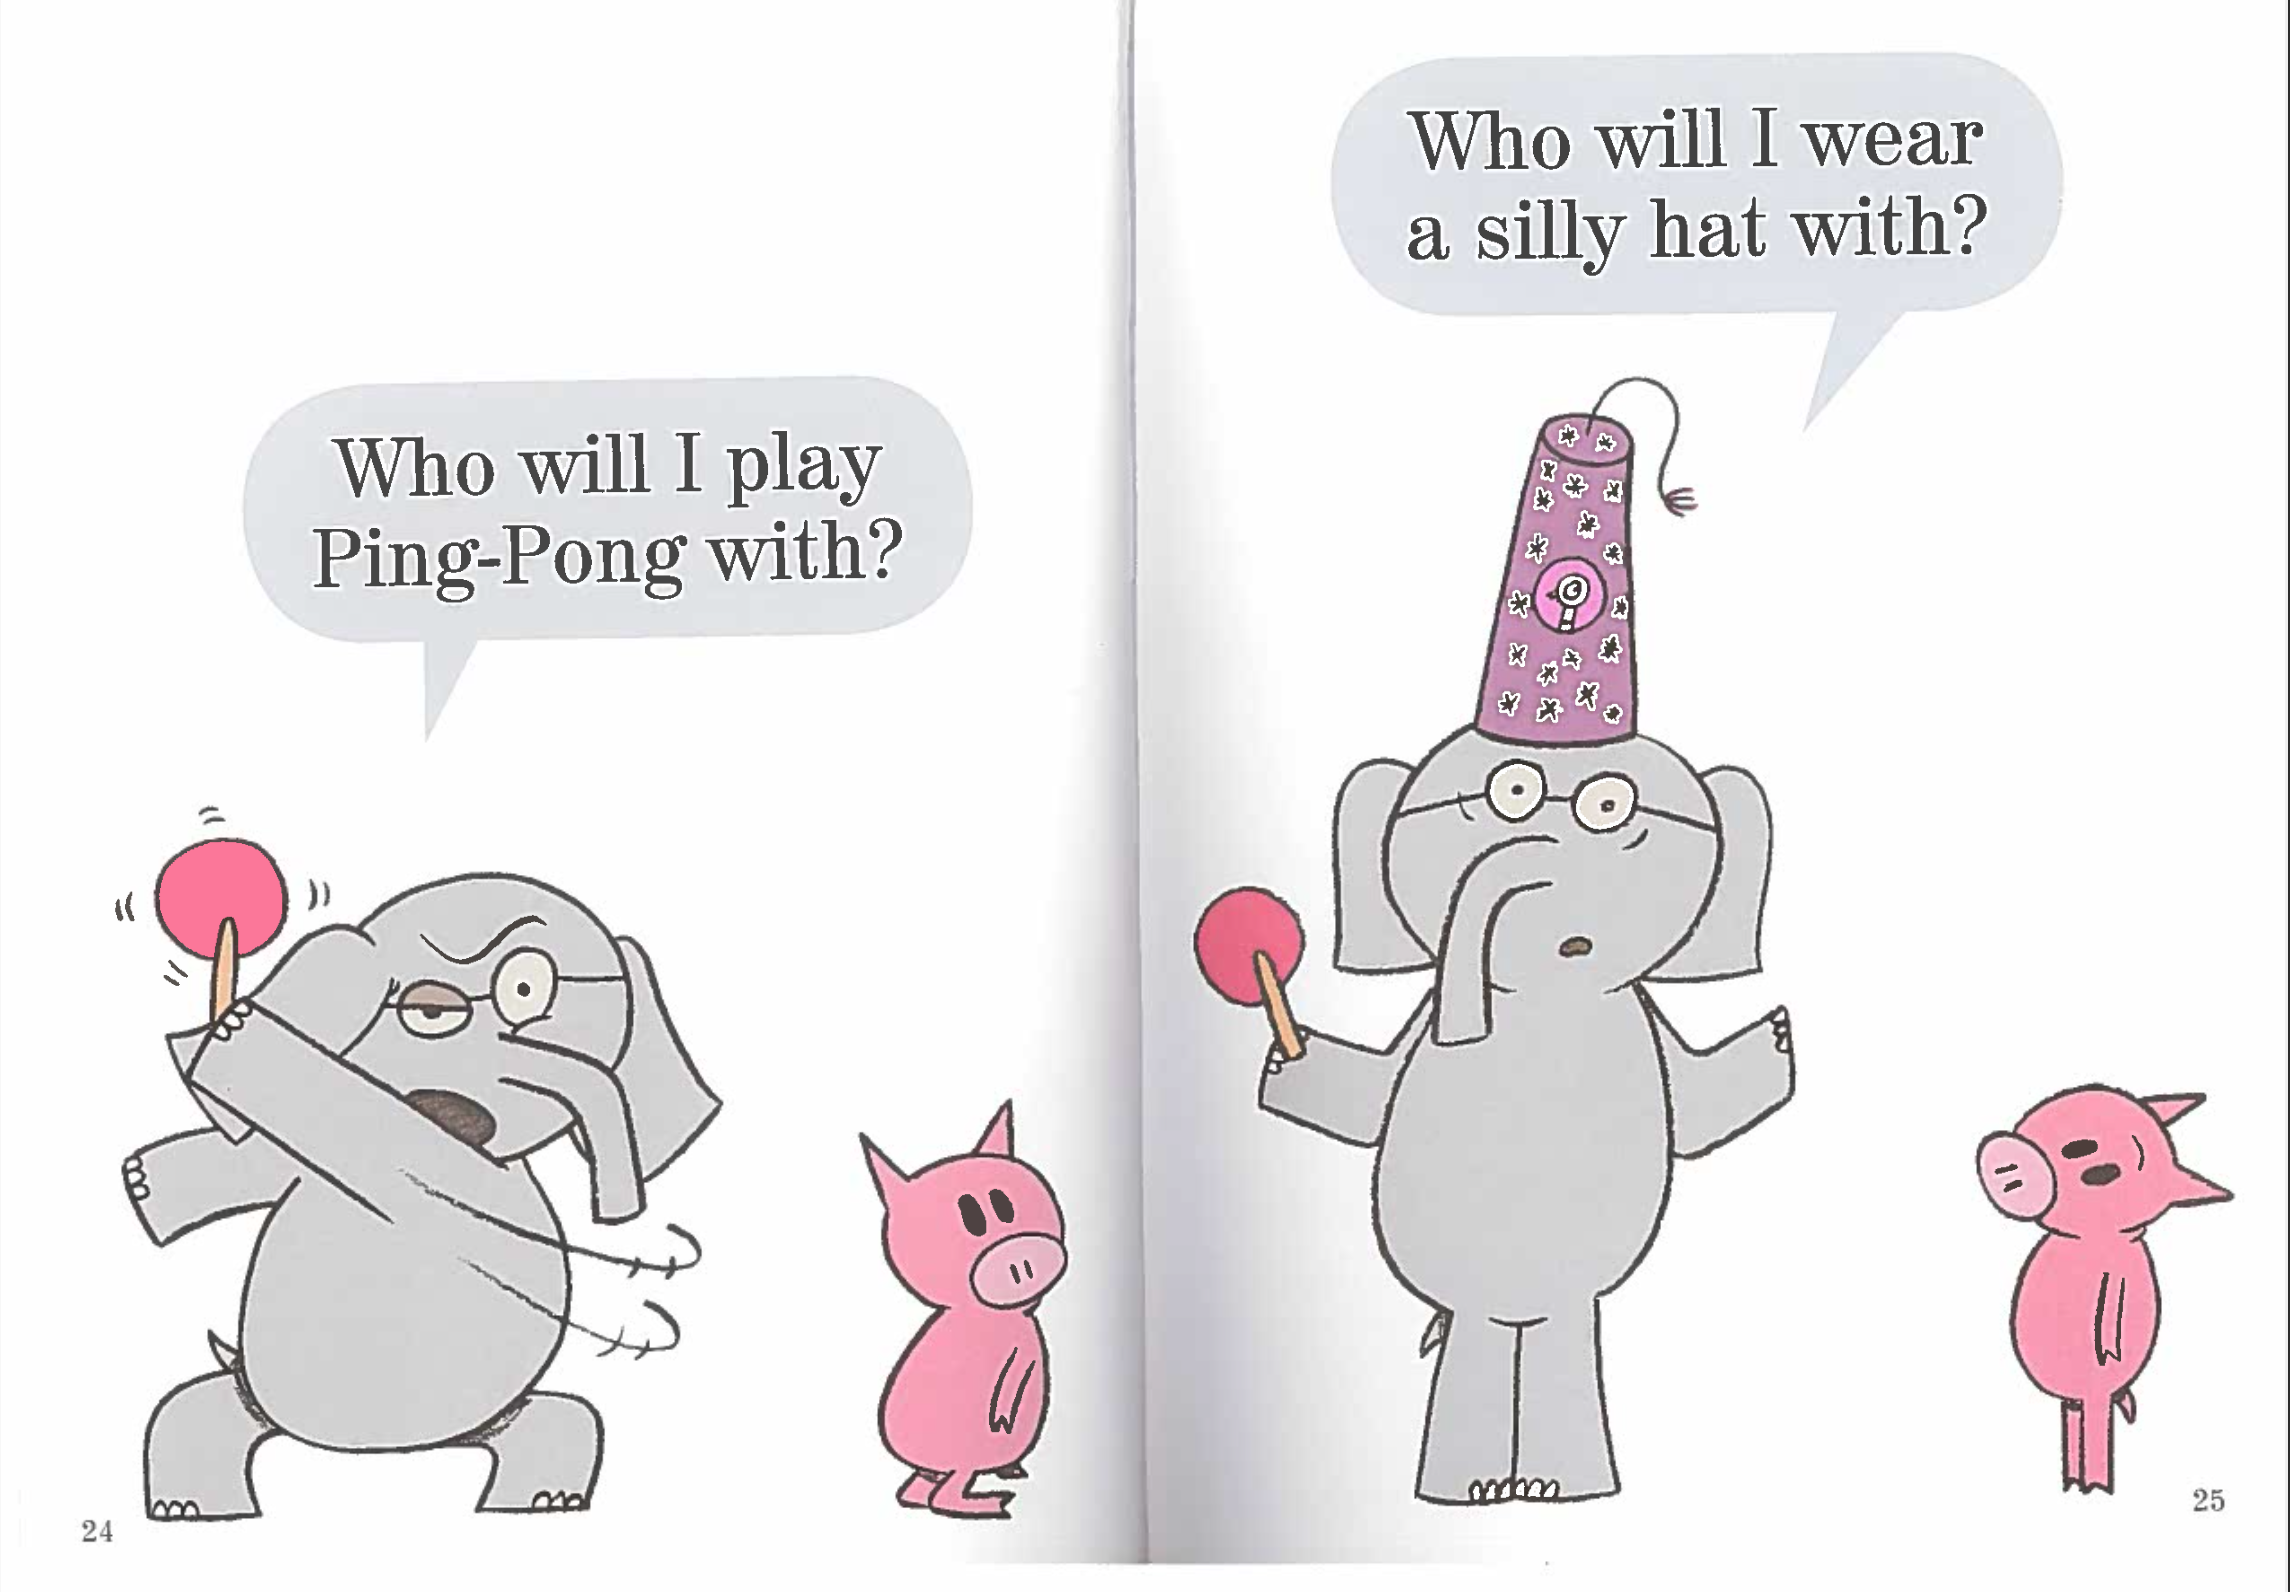 Who will I play
Ping-Pong with?
24
Who will I wear
a silly hat with?
25